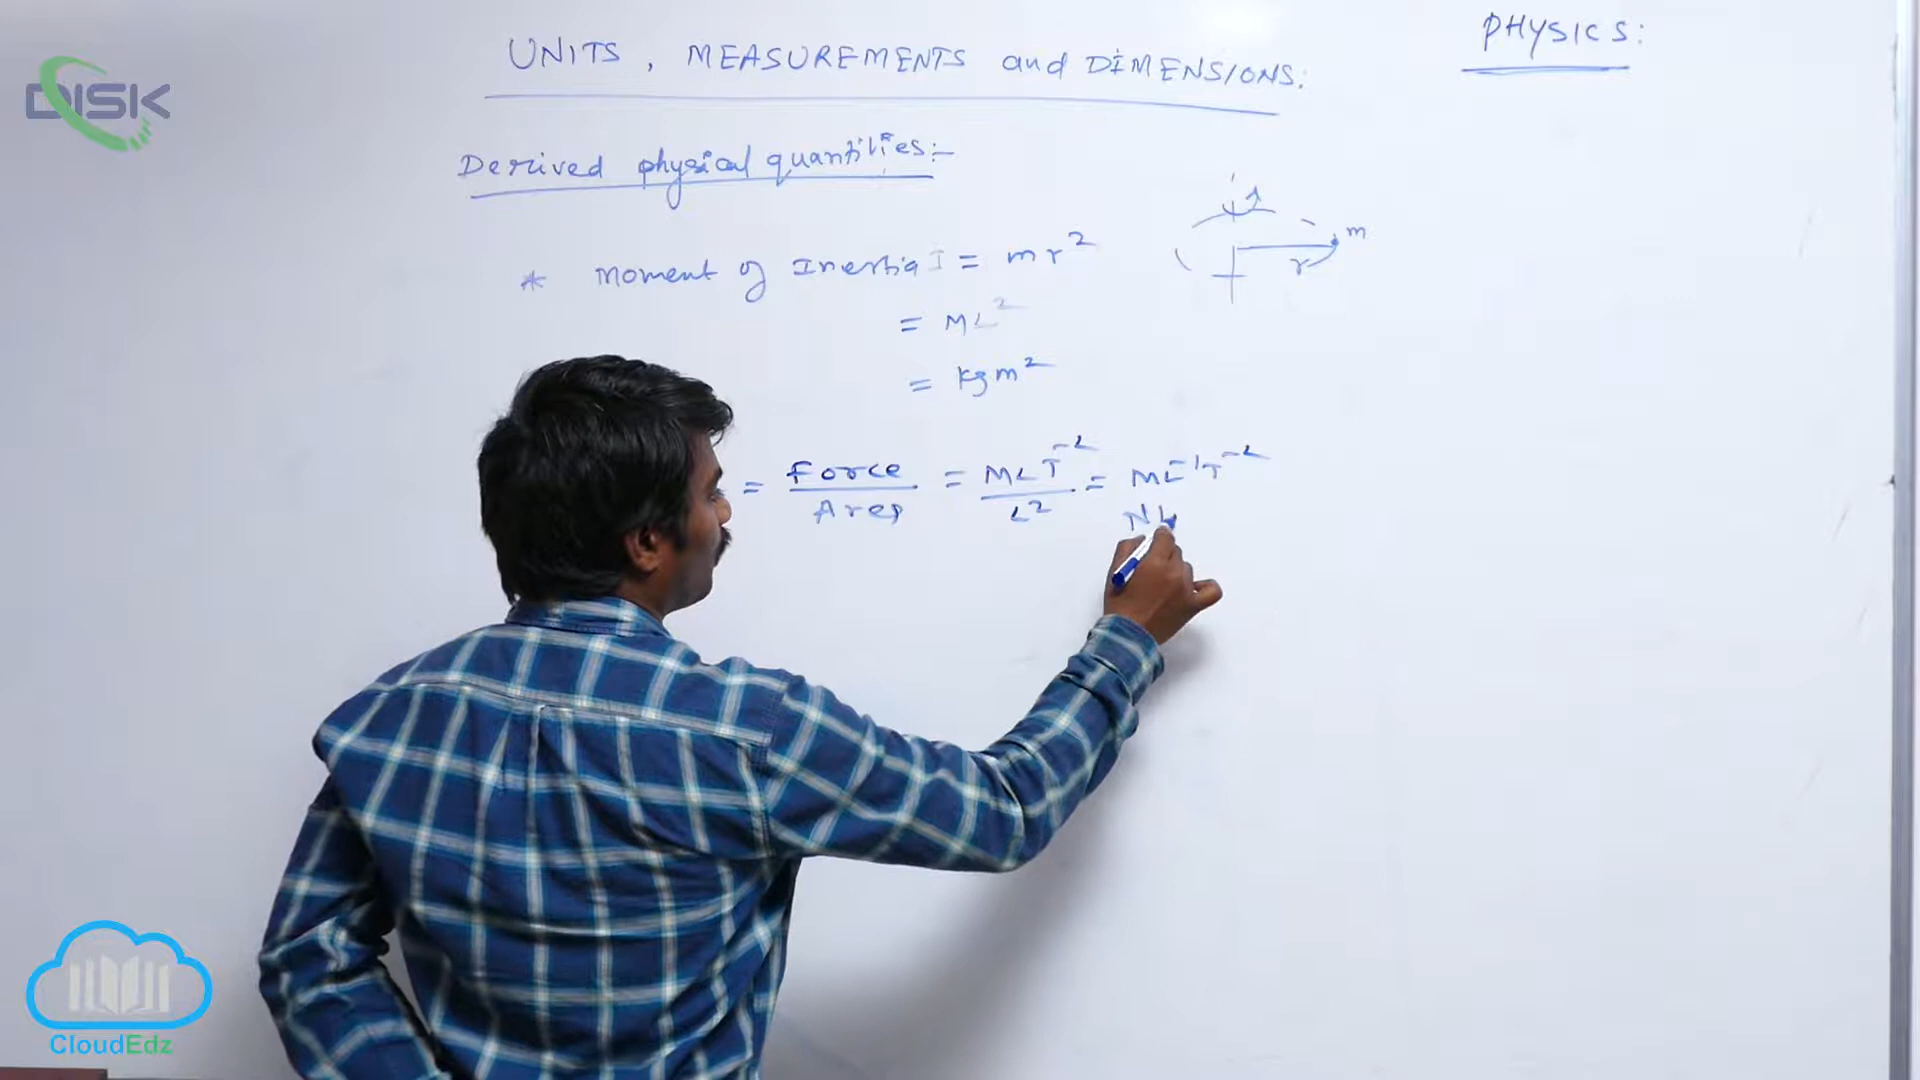 PHYSICS:
UNITS, MEASUREMENTS and DIMENSIONS:
DISK
Derived physical quantities:-
* Moment of Inertia I = mr²
m
r
= ML²
= kgm²
= Force/Area = MLT⁻²/L² = ML⁻¹T⁻²
N
CloudEdz